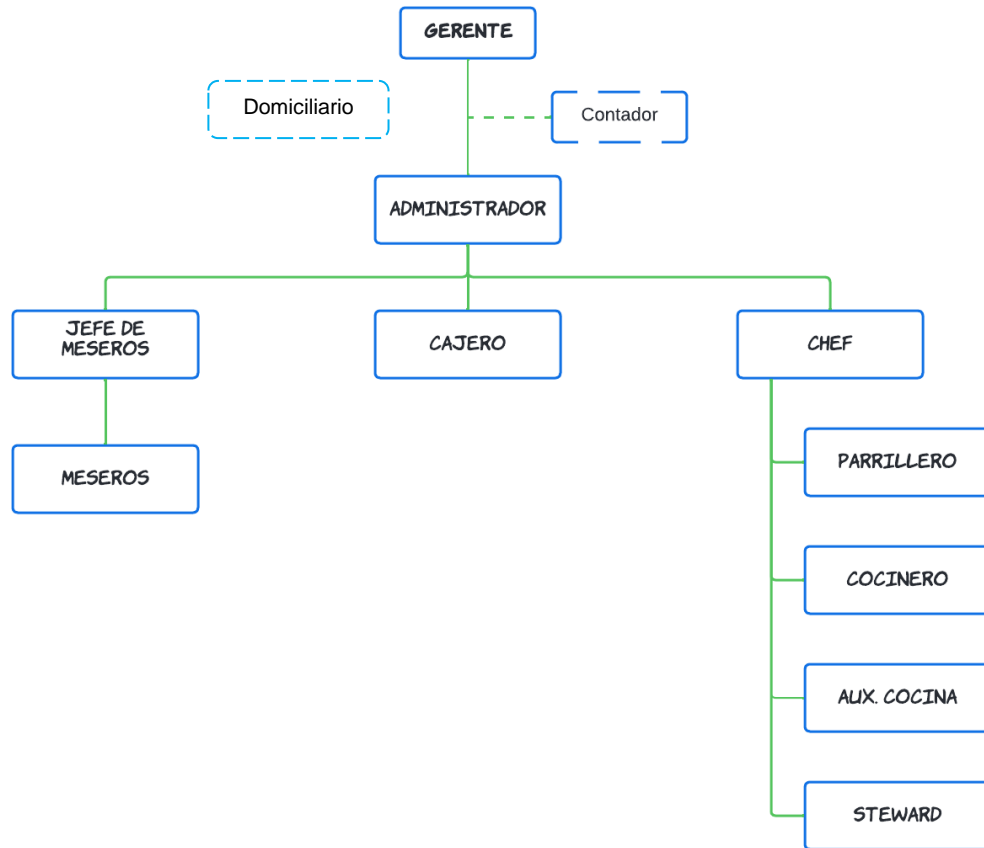 GERENTE
Domiciliario
Contador
ADMINISTRADOR
JEFE DE
MESEROS
CAJERO
CHEF
MESEROS
PARRILLERO
COCINERO
AUX. COCINA
STEWARD